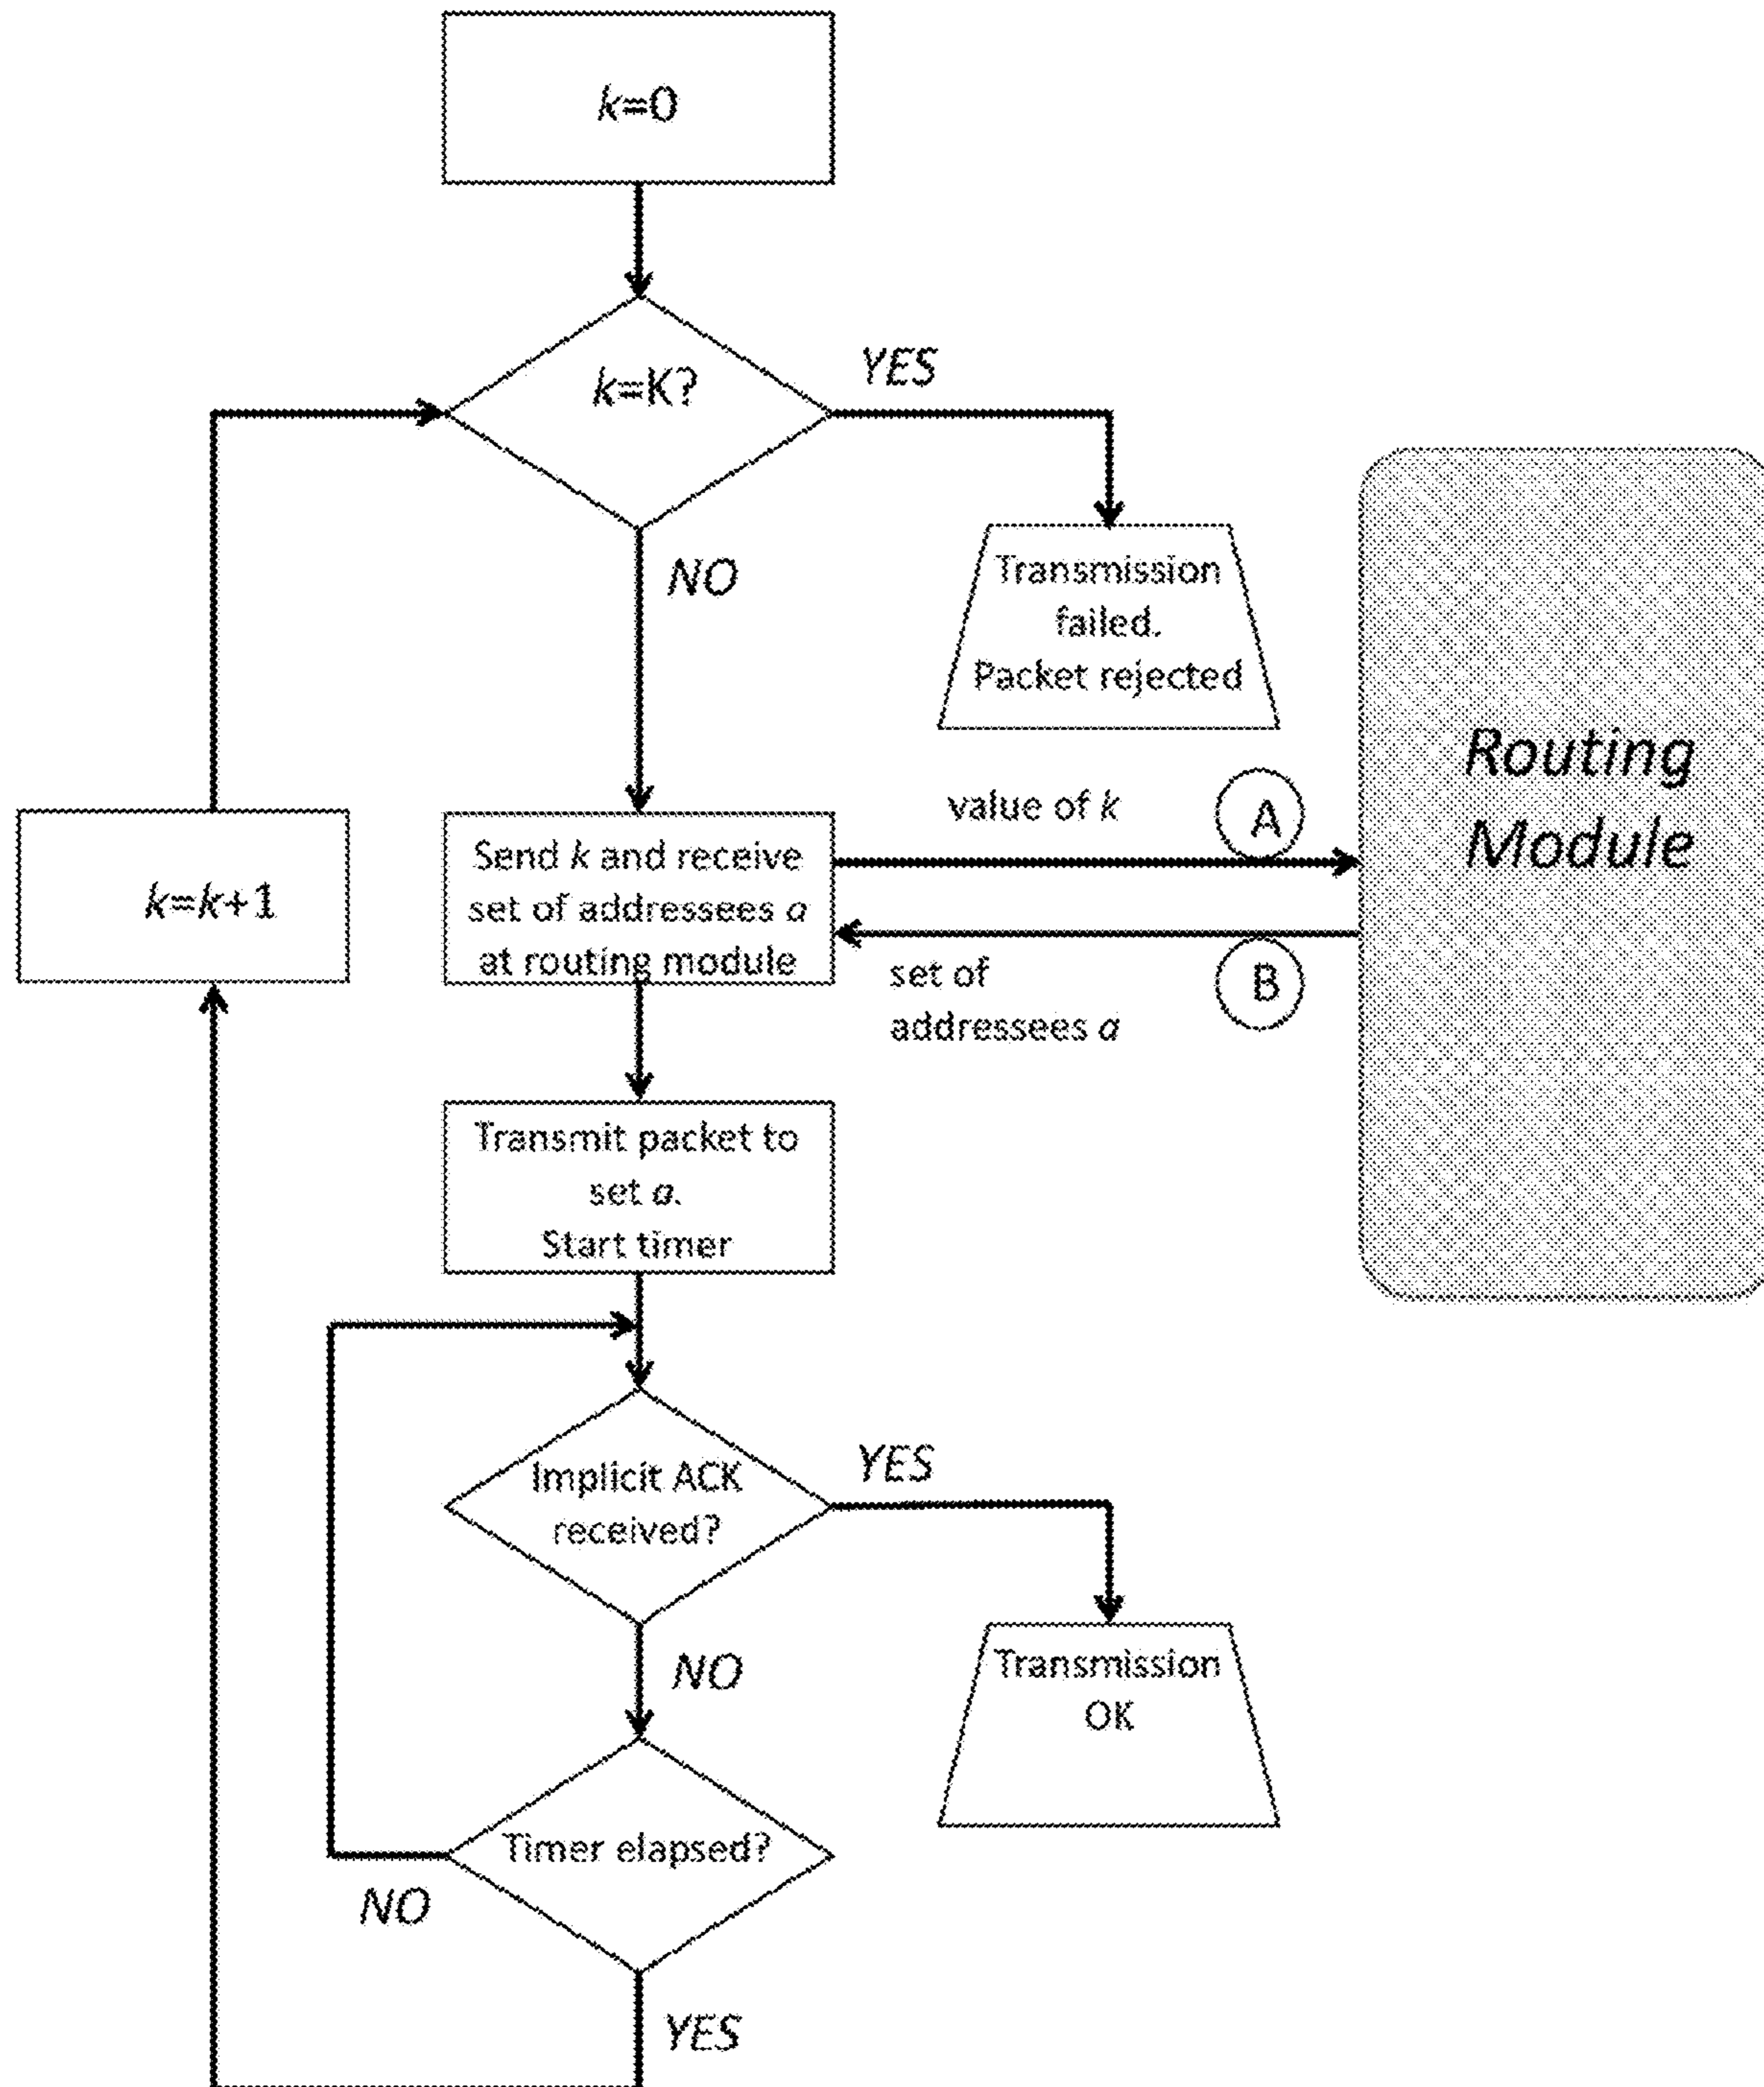 k=0
k=K?
YES
NO
Transmission
failed.
Packet rejected
Routing
Module
value of k
A
k=k+1
Send k and receive
set of addressees a
at routing module
set of
addressees a
B
Transmit packet to
set a.
Start timer
Implicit ACK
received?
YES
NO
Transmission
OK
Timer elapsed?
NO
YES